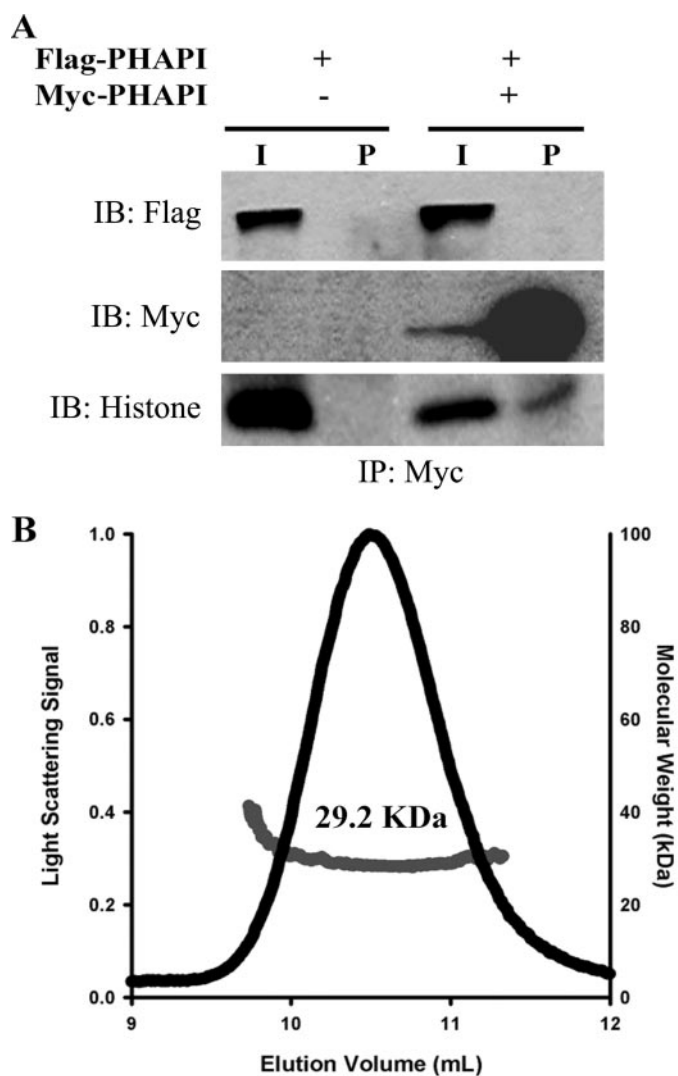 A
Flag-PHAPI + +
Myc-PHAPI - +
I P I P
IB: Flag
IB: Myc
IB: Histone
IP: Myc
B
1.0 100
0.8 80
0.6 60
0.4 40
0.2 20
0.0 0
Light Scattering Signal
Molecular Weight (kDa)
29.2 KDa
9 10 11 12
Elution Volume (mL)